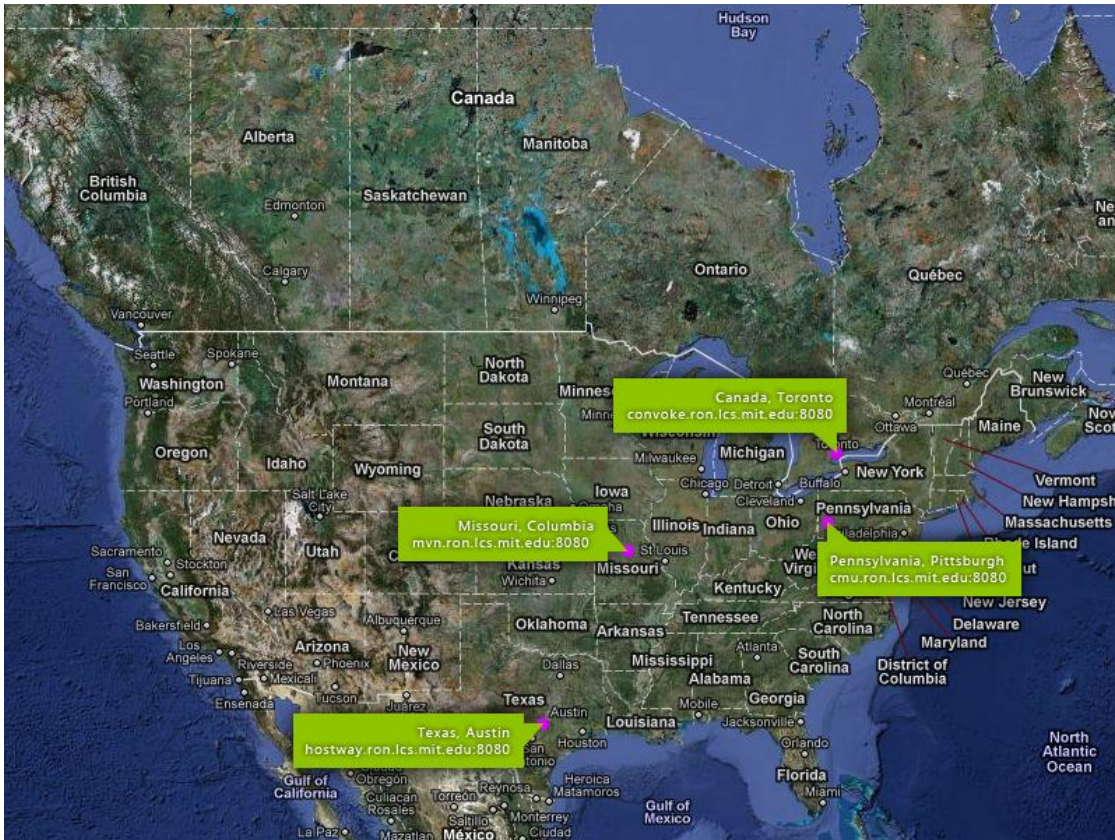 Hudson
Bay
Canada
Alberta
Manitoba
British
Columbia
Saskatchewan
Edmonton
Ontario
Québec
Calgary
Winnipeg
Vancouver
Seattle
Spokane
Washington
Portland
Montana
North
Dakota
Québec
New
Brunswick
Canada, Toronto
convoke.ron.lcs.mit.edu:8080
Montréal
Ottawa
Maine
Toronto
Oregon
Idaho
South
Dakota
Wyoming
Milwaukee
Michigan
Buffalo
New York
Vermont
Chicago
Detroit
Cleveland
Salt Lake
City
Nebraska
Iowa
New Hampsh
Massachusetts
Pennsylvania
Missouri, Columbia
mvn.ron.lcs.mit.edu:8080
Illinois
Indiana
Ohio
Nevada
Utah
Sacramento
Stockton
San
Francisco
California
Kansas
Wichita
St Louis
Missouri
Pennsylvania, Pittsburgh
cmu.ron.lcs.mit.edu:8080
Kentucky
New Jersey
Delaware
Maryland
District of
Columbia
Las Vegas
Bakersfield
Albuquerque
Oklahoma
Arkansas
Tennessee
North
Carolina
Los
Angeles
Riverside
Arizona
Phoenix
New
Mexico
Mexicali
Tijuana
Tucson
Ensenada
Juárez
Dallas
Mississippi
Alabama
Atlanta
South
Carolina
Georgia
Texas
Austin
Louisiana
Mobile
Jacksonville
Texas, Austin
hostway.ron.lcs.mit.edu:8080
Houston
San
Orlando
Florida
Miami
North
Atlantic
Ocean
Gulf of
California
Obregón
Culiacan
Rosales
Torreón
Reynosa
Heroica
Matamoros
Monterrey
Saltillo
Gulf of
Mexico
La Paz
Mazatlan
México
Ciudad